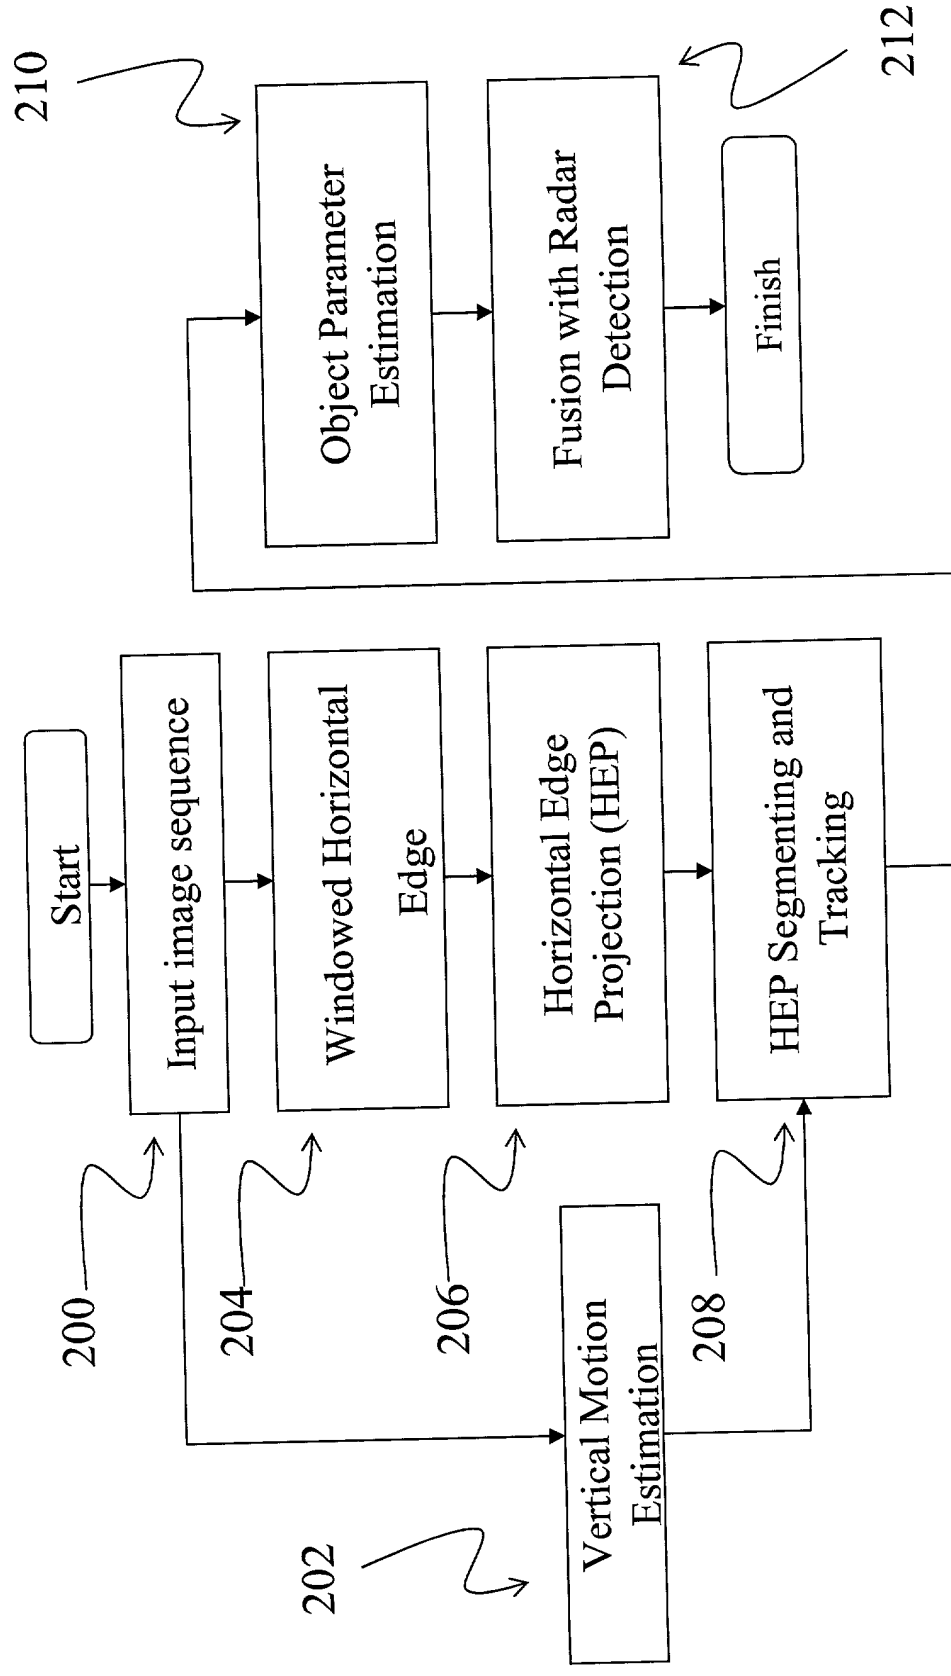 Start
200
Input image sequence
204
Windowed Horizontal
Edge
206
Horizontal Edge
Projection (HEP)
202
Vertical Motion
Estimation
208
HEP Segmenting and
Tracking
210
Object Parameter
Estimation
Fusion with Radar
Detection
212
Finish